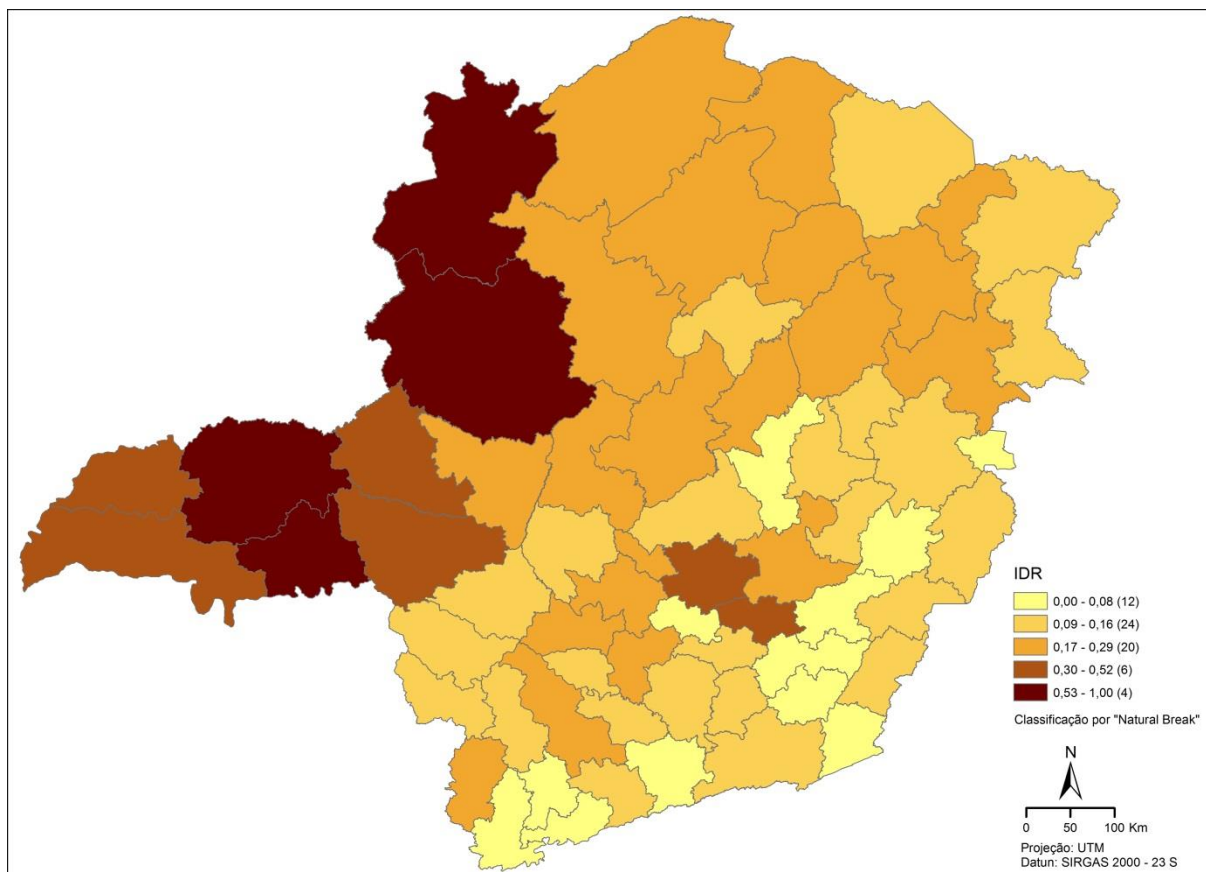 IDR
0,00 - 0,08 (12)
0,09 - 0,16 (24)
0,17 - 0,29 (20)
0,30 - 0,52 (6)
0,53 - 1,00 (4)
Classificação por "Natural Break"
N
0 50 100 Km
Projeção: UTM
Datun: SIRGAS 2000 - 23 S